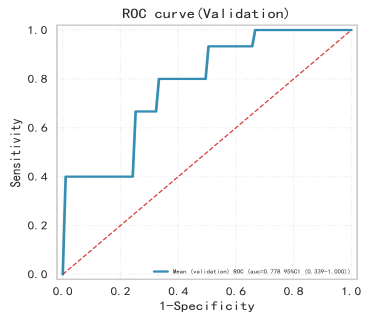 ROC curve(Validation)
1.0
0.8
0.6
0.4
0.2
0.0
Sensitivity
Mean (validation) ROC (auc=0.778 95%CI (0.339-1.000))
0.0 0.2 0.4 0.6 0.8 1.0
1-Specificity